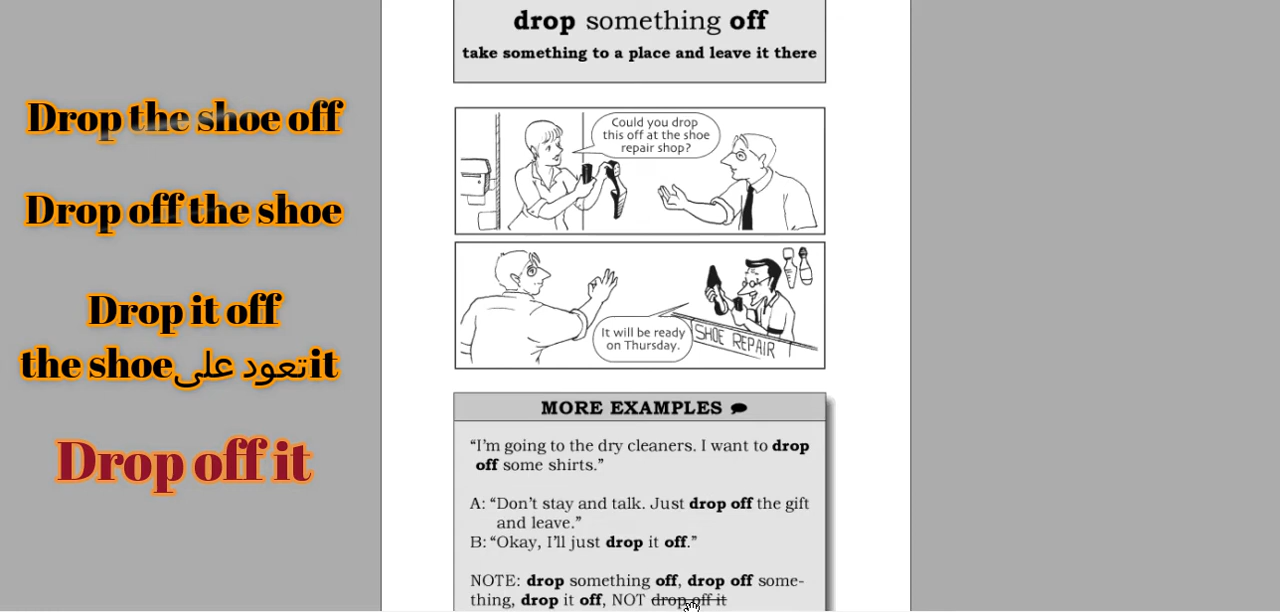 Drop the shoe off
Drop off the shoe
Drop it off
the shoeتعود علىit
Drop off it
drop something off
take something to a place and leave it there
Could you drop
this off at the shoe
repair shop?
It will be ready
on Thursday.
SHOE REPAIR
MORE EXAMPLES
“I’m going to the dry cleaners. I want to drop
off some shirts.”
A: “Don’t stay and talk. Just drop off the gift
and leave.”
B: “Okay, I’ll just drop it off.”
NOTE: drop something off, drop off some-
thing, drop it off, NOT drop off it